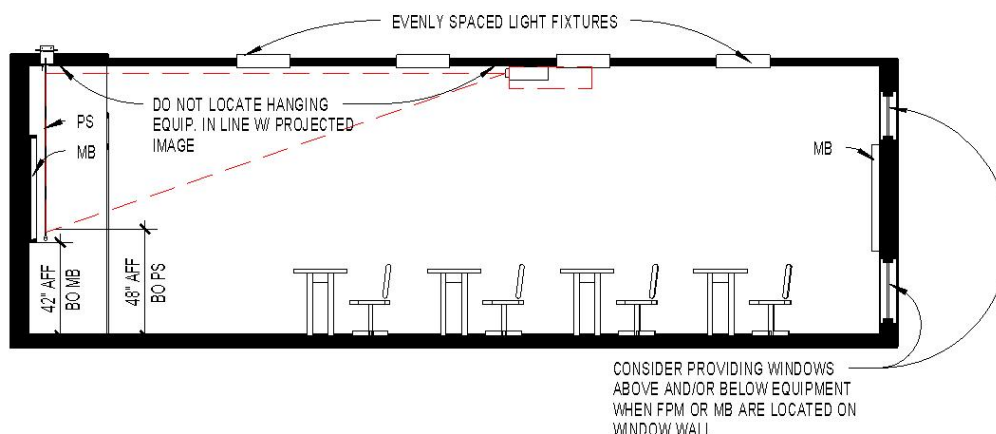 EVENLY SPACED LIGHT FIXTURES
DO NOT LOCATE HANGING
EQUIP. IN LINE W/ PROJECTED
IMAGE
PS
MB
MB
42" AFF
BO MB
48" AFF
BO PS
CONSIDER PROVIDING WINDOWS
ABOVE AND/OR BELOW EQUIPMENT
WHEN FPM OR MB ARE LOCATED ON
WINDOW WALL